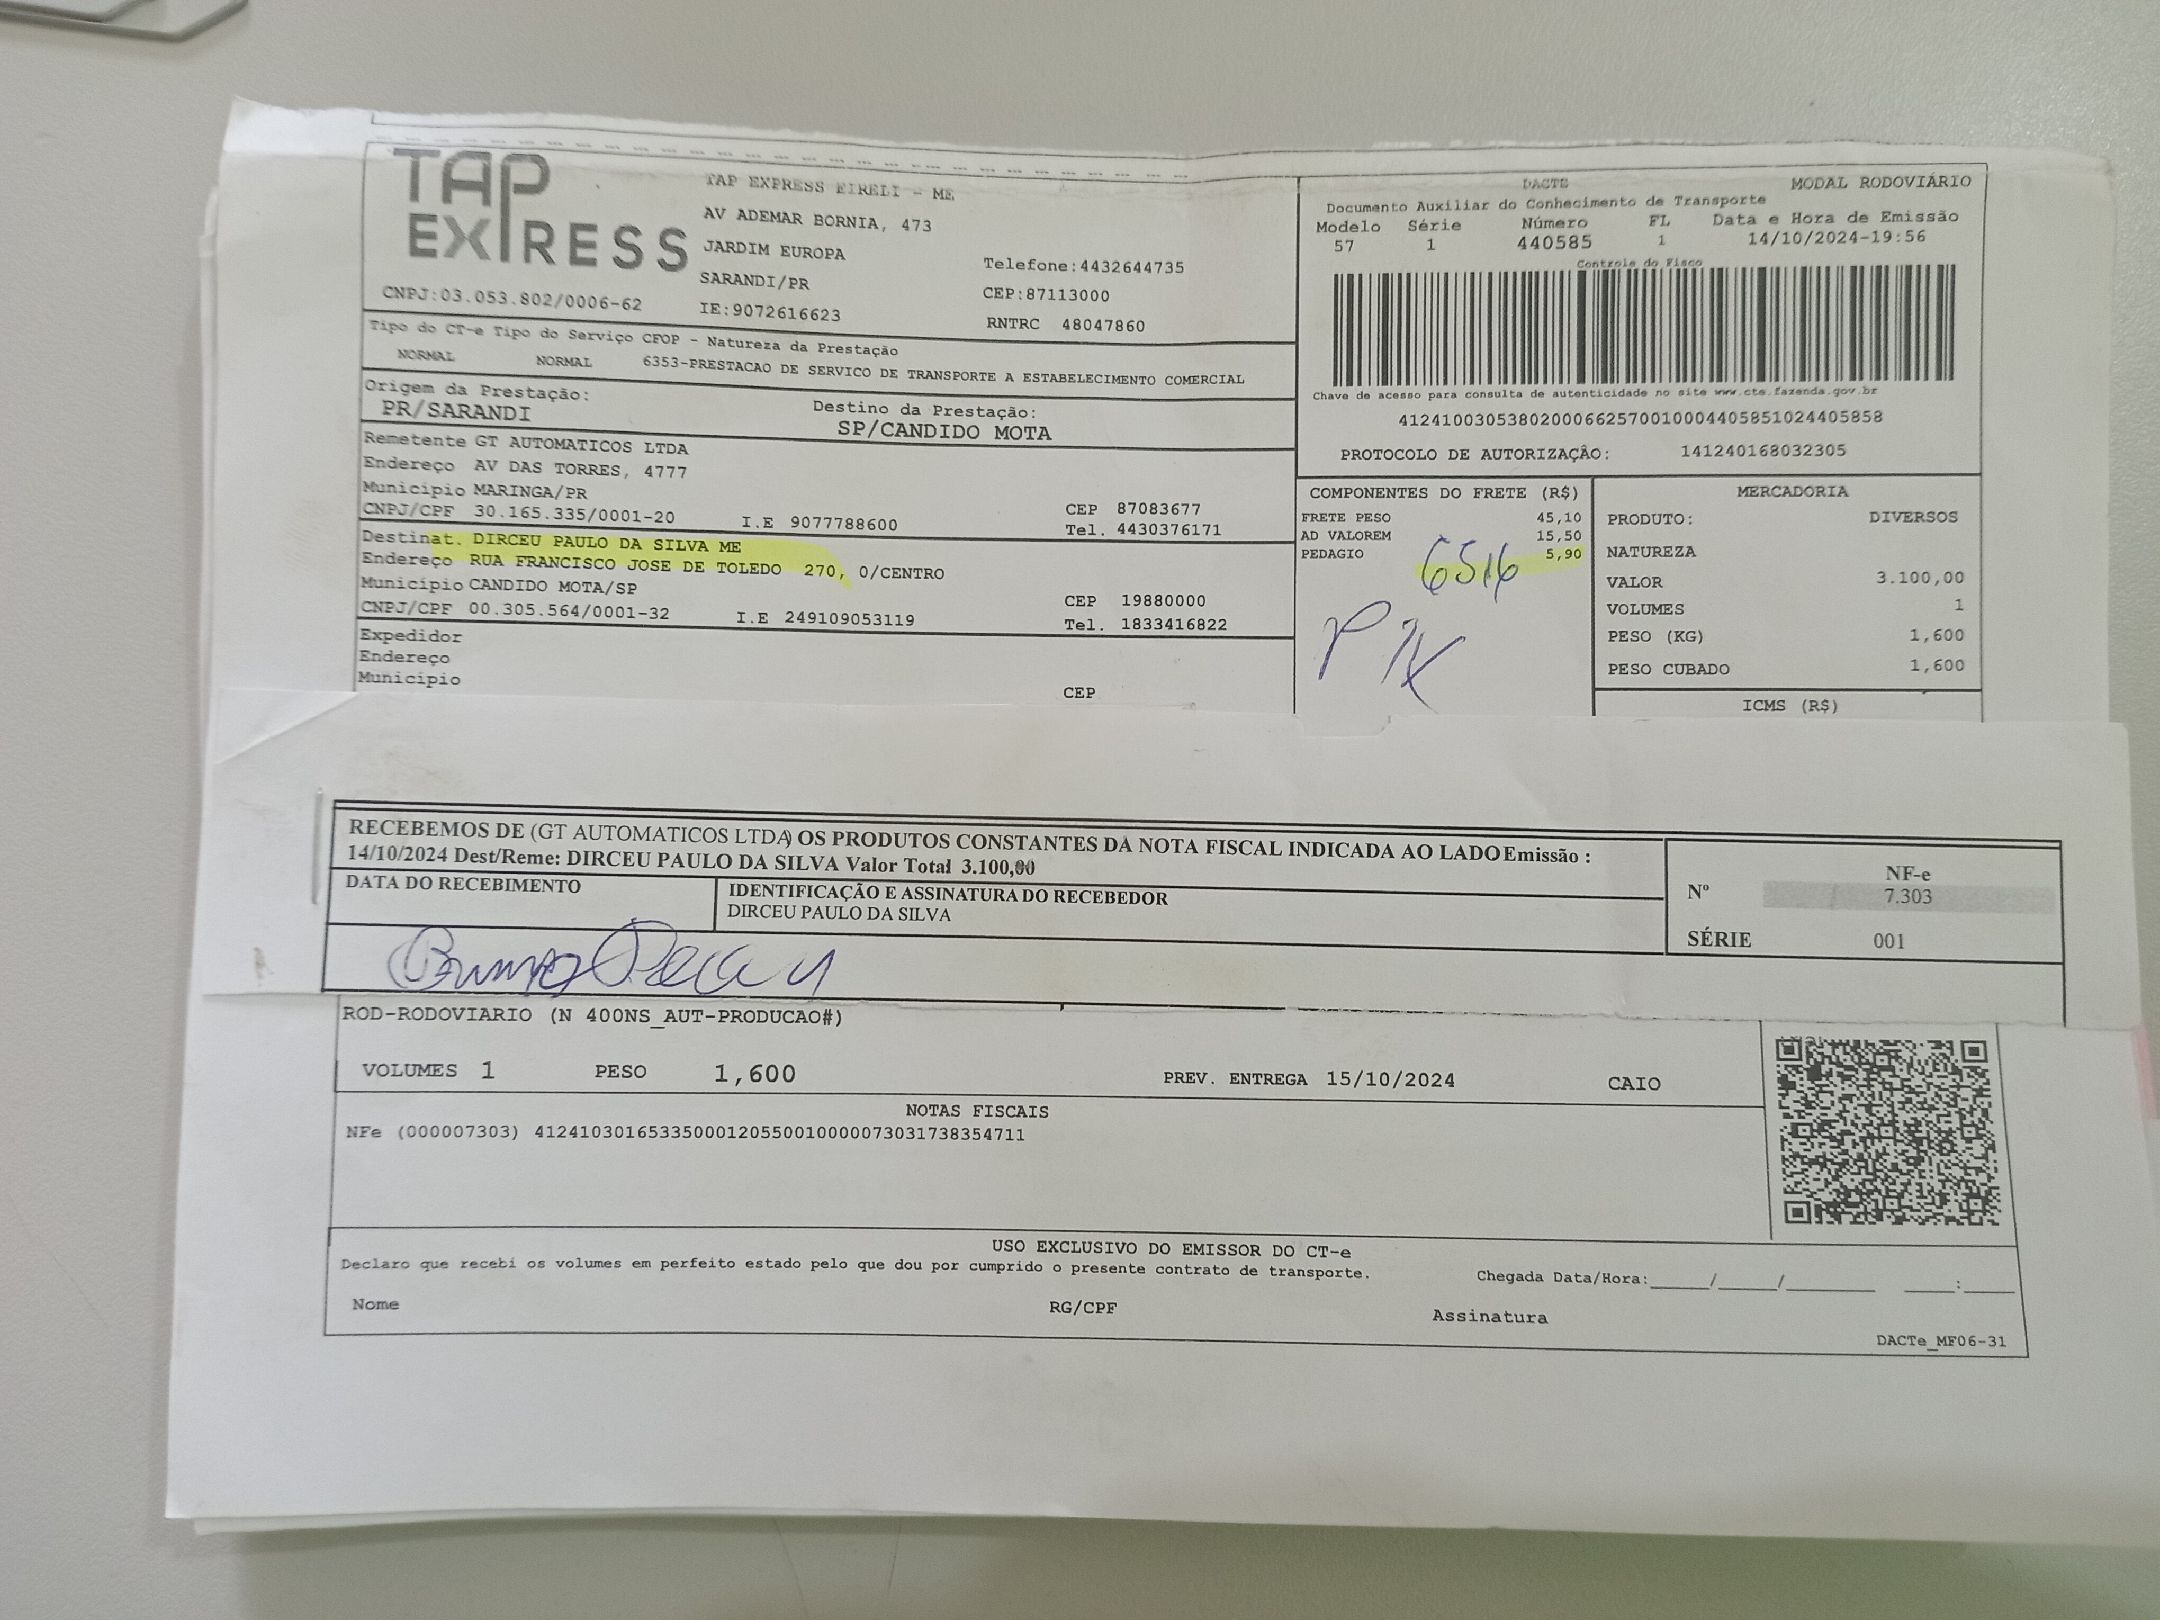 TAP
EXPRESS
CNPJ:03.053.802/0006-62
TAP EXPRESS EIRELI - ME
AV ADEMAR BORNIA, 473
JARDIM EUROPA
SARANDI/PR
IE:9072616623
Telefone:4432644735
CEP:87113000
RNTRC 48047860
DACTE
MODAL RODOVIÁRIO
Documento Auxiliar do Conhecimento de Transporte
Modelo Série Número FL Data e Hora de Emissão
57 1 440585 1 14/10/2024-19:56
Controle do Fisco
Chave de acesso para consulta de autenticidade no site www.cte.fazenda.gov.br
41241003053802000662570010004405851024405858
PROTOCOLO DE AUTORIZAÇÃO: 141240168032305
Tipo do CT-e Tipo do Serviço CFOP - Natureza da Prestação
NORMAL NORMAL 6353-PRESTACAO DE SERVICO DE TRANSPORTE A ESTABELECIMENTO COMERCIAL
Origem da Prestação:
PR/SARANDI
Destino da Prestação:
SP/CANDIDO MOTA
Remetente GT AUTOMATICOS LTDA
Endereço AV DAS TORRES, 4777
Município MARINGA/PR CEP 87083677
CNPJ/CPF 30.165.335/0001-20 I.E 9077788600 Tel. 4430376171
Destinat. DIRCEU PAULO DA SILVA ME
Endereço RUA FRANCISCO JOSE DE TOLEDO 270, 0/CENTRO
Município CANDIDO MOTA/SP CEP 19880000
CNPJ/CPF 00.305.564/0001-32 I.E 249109053119 Tel. 1833416822
Expedidor
Endereço
Município CEP
COMPONENTES DO FRETE (R$)
FRETE PESO 45,10
AD VALOREM 15,50
PEDAGIO 5,90
6516
PIX
MERCADORIA
PRODUTO: DIVERSOS
NATUREZA
VALOR 3.100,00
VOLUMES 1
PESO (KG) 1,600
PESO CUBADO 1,600
ICMS (R$)
RECEBEMOS DE (GT AUTOMATICOS LTDA) OS PRODUTOS CONSTANTES DA NOTA FISCAL INDICADA AO LADO Emissão :
14/10/2024 Dest/Reme: DIRCEU PAULO DA SILVA Valor Total 3.100,00
DATA DO RECEBIMENTO
IDENTIFICAÇÃO E ASSINATURA DO RECEBEDOR
DIRCEU PAULO DA SILVA
NF-e
Nº 7.303
SÉRIE 001
ROD-RODOVIARIO (N 400NS_AUT-PRODUCAO#)
VOLUMES 1 PESO 1,600 PREV. ENTREGA 15/10/2024 CAIO
NOTAS FISCAIS
NFe (000007303) 41241030165335000120550010000073031738354711
USO EXCLUSIVO DO EMISSOR DO CT-e
Declaro que recebi os volumes em perfeito estado pelo que dou por cumprido o presente contrato de transporte.
Chegada Data/Hora:____/____/______ ___:___
Nome RG/CPF Assinatura
DACTe_MF06-31